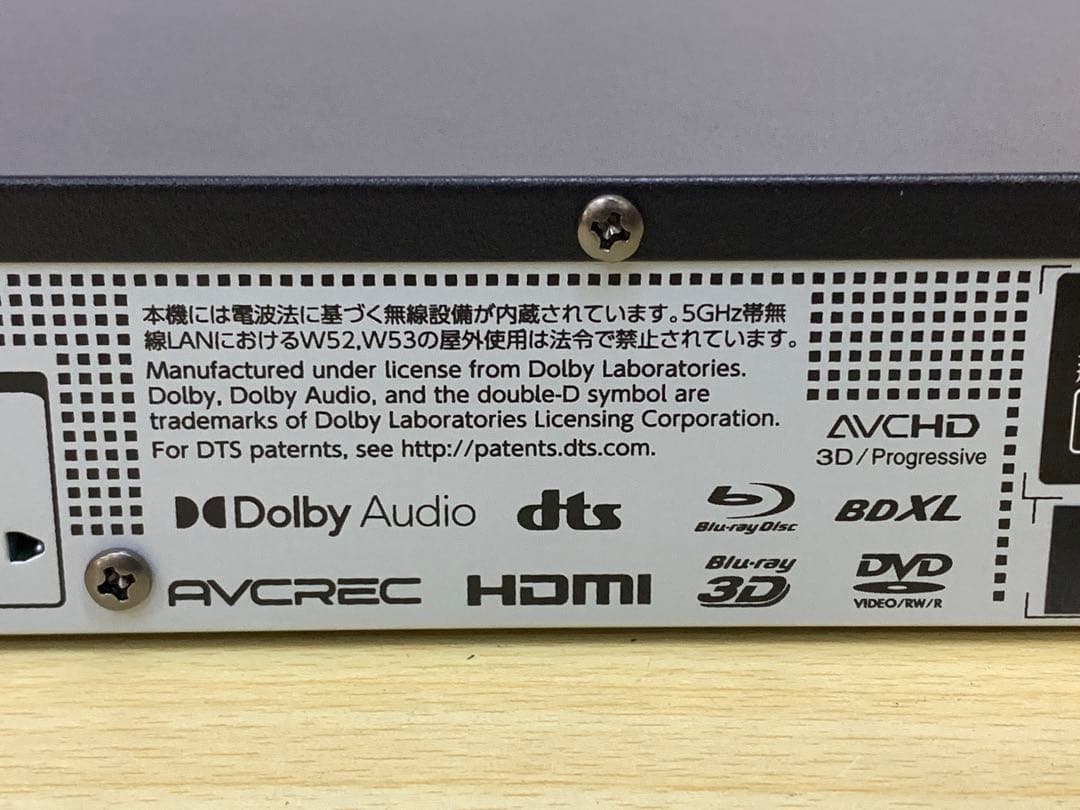 本機には電波法に基づく無線設備が内蔵されています。5GHz帯無
線LANにおけるW52,W53の屋外使用は法令で禁止されています。
Manufactured under license from Dolby Laboratories.
Dolby, Dolby Audio, and the double-D symbol are
trademarks of Dolby Laboratories Licensing Corporation.
For DTS paternts, see http://patents.dts.com.
AVCHD
3D/Progressive
Dolby Audio
dts
Blu-ray Disc
BDXL
AVCREC
HDMI
Blu-ray
3D
DVD
VIDEO/RW/R